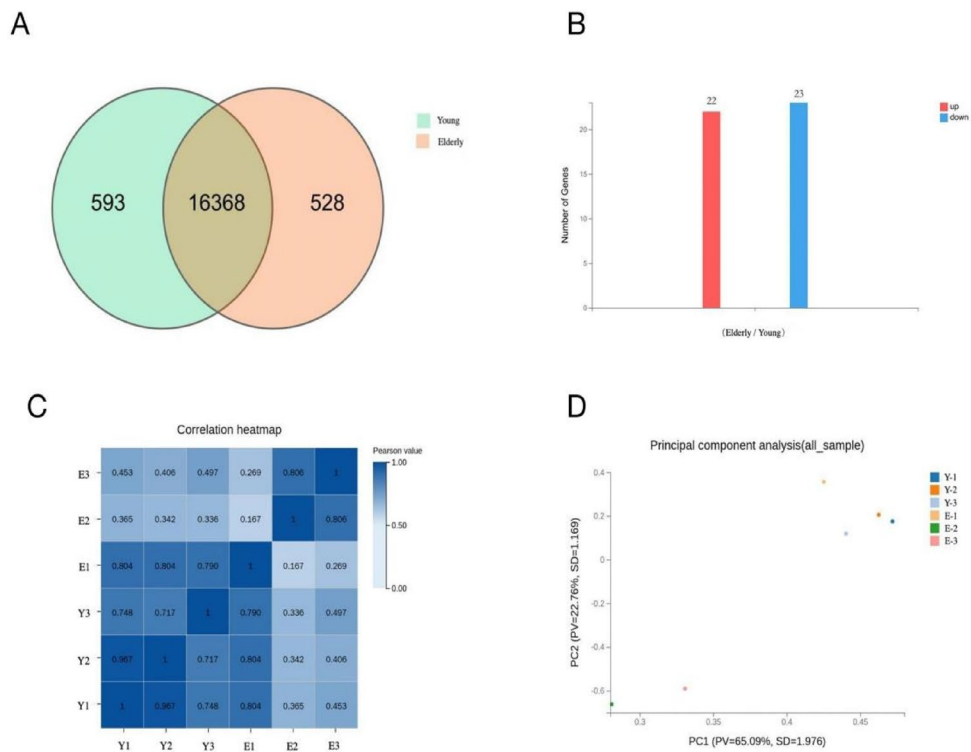 A
Young
Elderly
593
16368
528
B
up
down
22
23
20
15
10
5
0
Number of Genes
(Elderly / Young)
C
Correlation heatmap
Pearson value
1.00
0.50
0.00
E3 0.453 0.406 0.497 0.269 0.806 1
E2 0.365 0.342 0.336 0.167 1 0.806
E1 0.804 0.804 0.790 1 0.167 0.269
Y3 0.748 0.717 1 0.790 0.336 0.497
Y2 0.967 1 0.717 0.804 0.342 0.406
Y1 1 0.967 0.748 0.804 0.365 0.453
Y1 Y2 Y3 E1 E2 E3
D
Principal component analysis(all_sample)
Y-1
Y-2
Y-3
E-1
E-2
E-3
0.4
0.2
0
-0.2
-0.4
-0.6
PC2 (PV=22.76%, SD=1.169)
0.3 0.35 0.4 0.45
PC1 (PV=65.09%, SD=1.976)